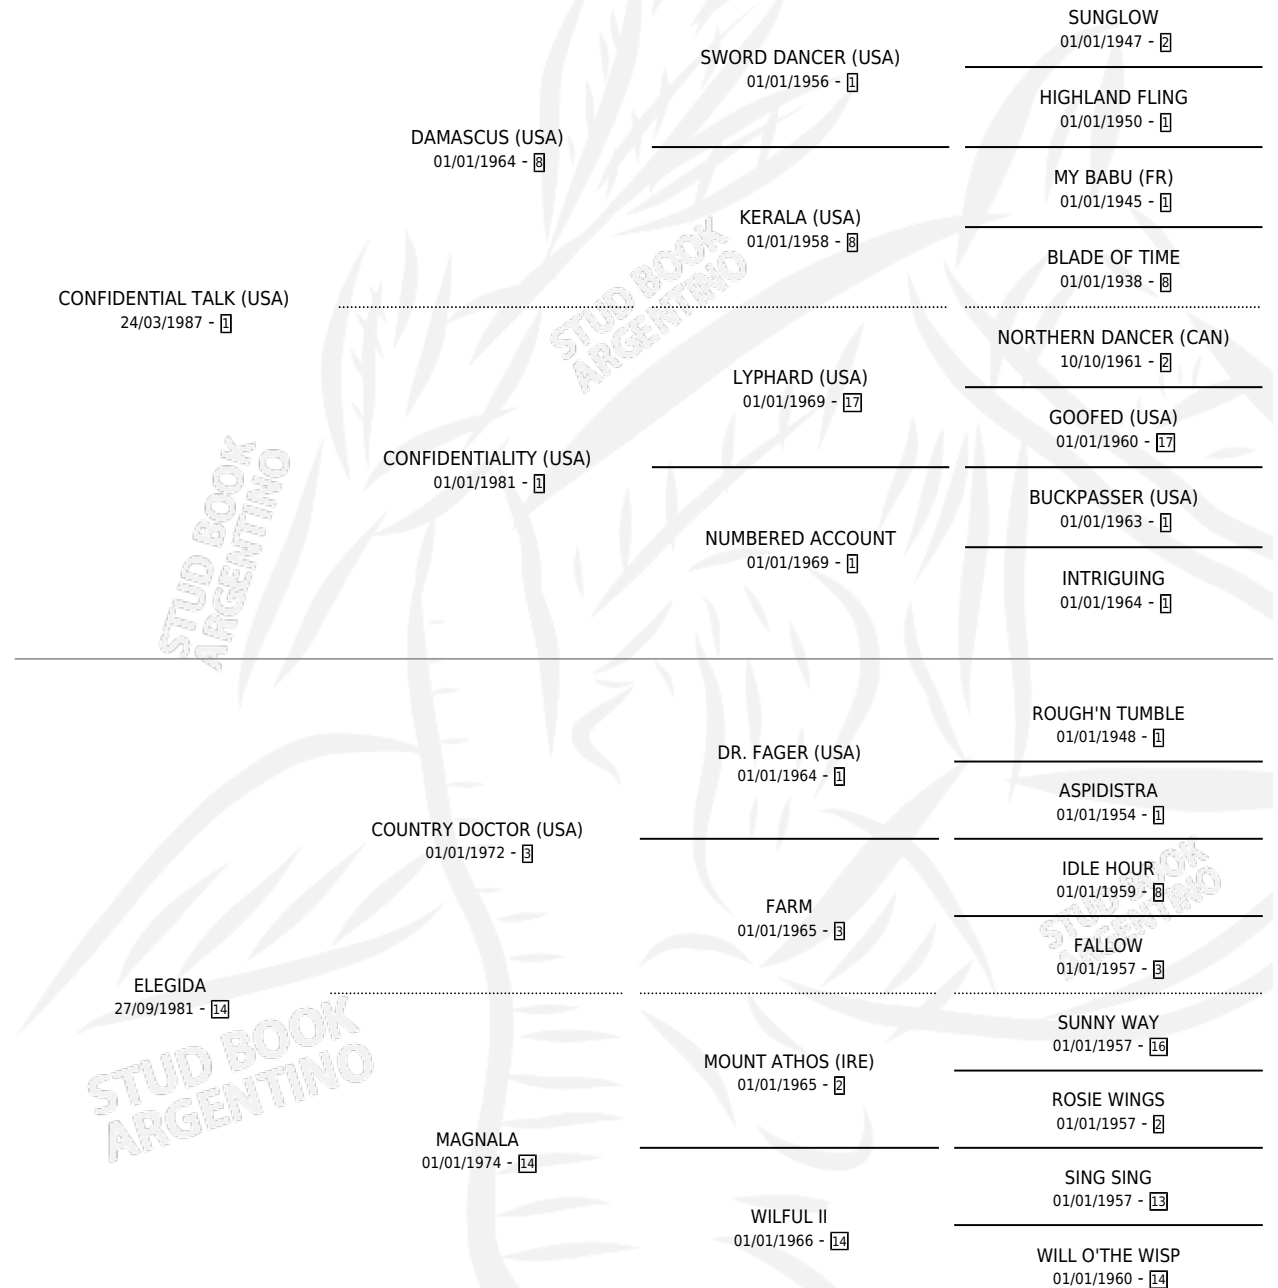 SUNGLOW
01/01/1947 - 2
SWORD DANCER (USA)
01/01/1956 - 1
HIGHLAND FLING
01/01/1950 - 1
DAMASCUS (USA)
01/01/1964 - 8
MY BABU (FR)
01/01/1945 - 1
KERALA (USA)
01/01/1958 - 8
BLADE OF TIME
01/01/1938 - 8
CONFIDENTIAL TALK (USA)
24/03/1987 - 1
NORTHERN DANCER (CAN)
10/10/1961 - 2
LYPHARD (USA)
01/01/1969 - 17
GOOFED (USA)
01/01/1960 - 17
CONFIDENTIALITY (USA)
01/01/1981 - 1
BUCKPASSER (USA)
01/01/1963 - 1
NUMBERED ACCOUNT
01/01/1969 - 1
INTRIGUING
01/01/1964 - 1
STUD BOOK
ARGENTINO
STUD BOOK
ARGENTINO
ROUGH'N TUMBLE
01/01/1948 - 1
DR. FAGER (USA)
01/01/1964 - 1
ASPIDISTRA
01/01/1954 - 1
COUNTRY DOCTOR (USA)
01/01/1972 - 3
IDLE HOUR
01/01/1959 - 8
FARM
01/01/1965 - 3
FALLOW
01/01/1957 - 3
STUD BOOK
ARGENTINO
ELEGIDA
27/09/1981 - 14
SUNNY WAY
01/01/1957 - 16
MOUNT ATHOS (IRE)
01/01/1965 - 2
ROSIE WINGS
01/01/1957 - 2
STUD BOOK
ARGENTINO
MAGNALA
01/01/1974 - 14
SING SING
01/01/1957 - 13
WILFUL II
01/01/1966 - 14
WILL O'THE WISP
01/01/1960 - 14